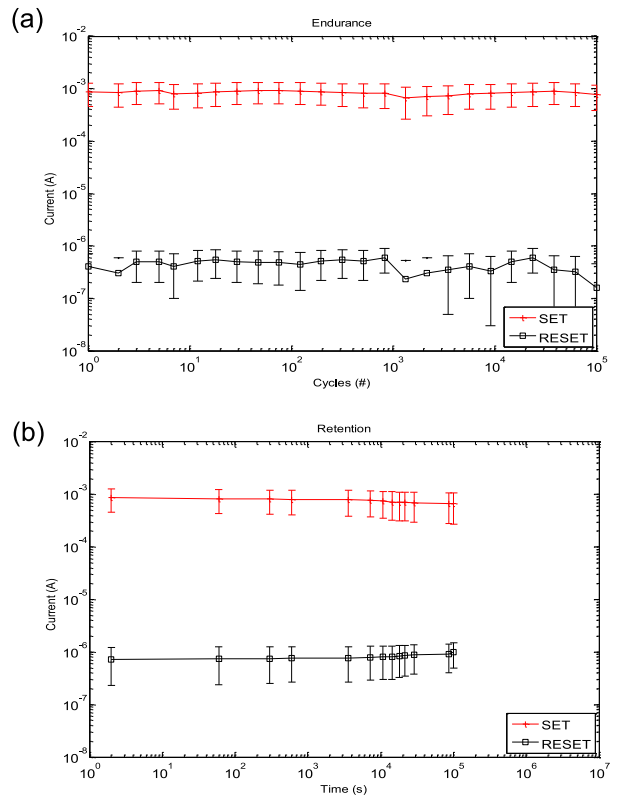 (a)
Endurance
10^-2
10^-3
10^-4
10^-5
10^-6
10^-7
10^-8
Current (A)
10^0 10^1 10^2 10^3 10^4 10^5
Cycles (#)
SET
RESET
(b)
Retention
10^-2
10^-3
10^-4
10^-5
10^-6
10^-7
10^-8
Current (A)
10^0 10^1 10^2 10^3 10^4 10^5 10^6 10^7
Time (s)
SET
RESET